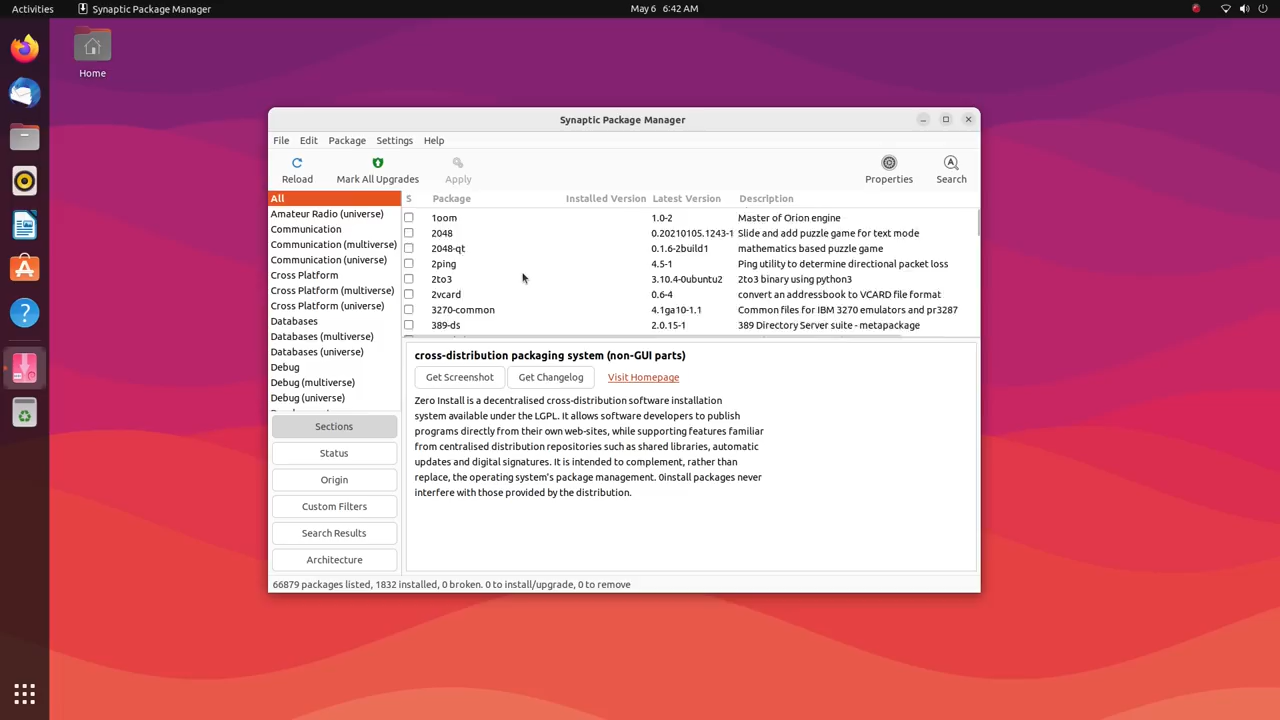 Activities Synaptic Package Manager May 6 6:42 AM
Home
Synaptic Package Manager
File Edit Package Settings Help
Reload Mark All Upgrades Apply Properties Search
All
Amateur Radio (universe)
Communication
Communication (multiverse)
Communication (universe)
Cross Platform
Cross Platform (multiverse)
Cross Platform (universe)
Databases
Databases (multiverse)
Databases (universe)
Debug
Debug (multiverse)
Debug (universe)
Sections
Status
Origin
Custom Filters
Search Results
Architecture
S Package Installed Version Latest Version Description
1oom 1.0-2 Master of Orion engine
2048 0.20210105.1243-1 Slide and add puzzle game for text mode
2048-qt 0.1.6-2build1 mathematics based puzzle game
2ping 4.5-1 Ping utility to determine directional packet loss
2to3 3.10.4-0ubuntu2 2to3 binary using python3
2vcard 0.6-4 convert an addressbook to VCARD file format
3270-common 4.1ga10-1.1 Common files for IBM 3270 emulators and pr3287
389-ds 2.0.15-1 389 Directory Server suite - metapackage
cross-distribution packaging system (non-GUI parts)
Get Screenshot Get Changelog Visit Homepage
Zero Install is a decentralised cross-distribution software installation
system available under the LGPL. It allows software developers to publish
programs directly from their own web-sites, while supporting features familiar
from centralised distribution repositories such as shared libraries, automatic
updates and digital signatures. It is intended to complement, rather than
replace, the operating system's package management. 0install packages never
interfere with those provided by the distribution.
66879 packages listed, 1832 installed, 0 broken. 0 to install/upgrade, 0 to remove